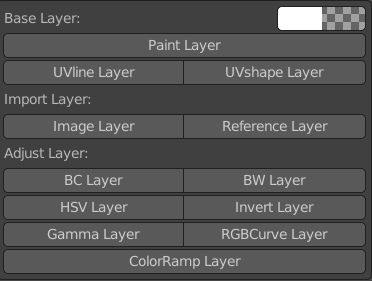 Base Layer:
Paint Layer
UVline Layer UVshape Layer
Import Layer:
Image Layer Reference Layer
Adjust Layer:
BC Layer BW Layer
HSV Layer Invert Layer
Gamma Layer RGBCurve Layer
ColorRamp Layer